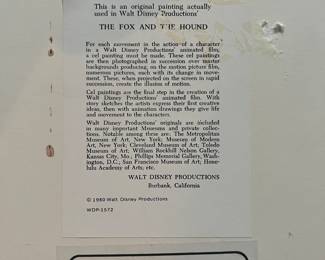 This is an original painting actually
used in Walt Disney Productions'
THE FOX AND THE HOUND
For each movement in the action of a character
in a Walt Disney Productions' animated film,
a cel painting must be made. These cel paintings
are then photographed in succession over master
backgrounds producing, on the motion picture film,
numerous pictures, each with its change in move-
ment. These, when projected on the screen in rapid
succession, create the illusion of motion.
Cel paintings are the final step in the creation of a
Walt Disney Productions' animated film. With
story sketches the artists express their first creative
ideas, then with animation drawings they give life
and movement to the characters.
Walt Disney Productions' originals are included
in many important Museums and private collec-
tions. Notable among these are: The Metropolitan
Museum of Art, New York; Museum of Modern
Art, New York; Cleveland Museum of Art; Toledo
Museum of Art; William Rockhill Nelson Gallery,
Kansas City, Mo.; Phillips Memorial Gallery, Wash-
ington, D.C.; San Francisco Museum of Art; Hono-
lulu Academy of Arts; etc.
WALT DISNEY PRODUCTIONS
Burbank, California
© 1980 Walt Disney Productions
WDP-1572